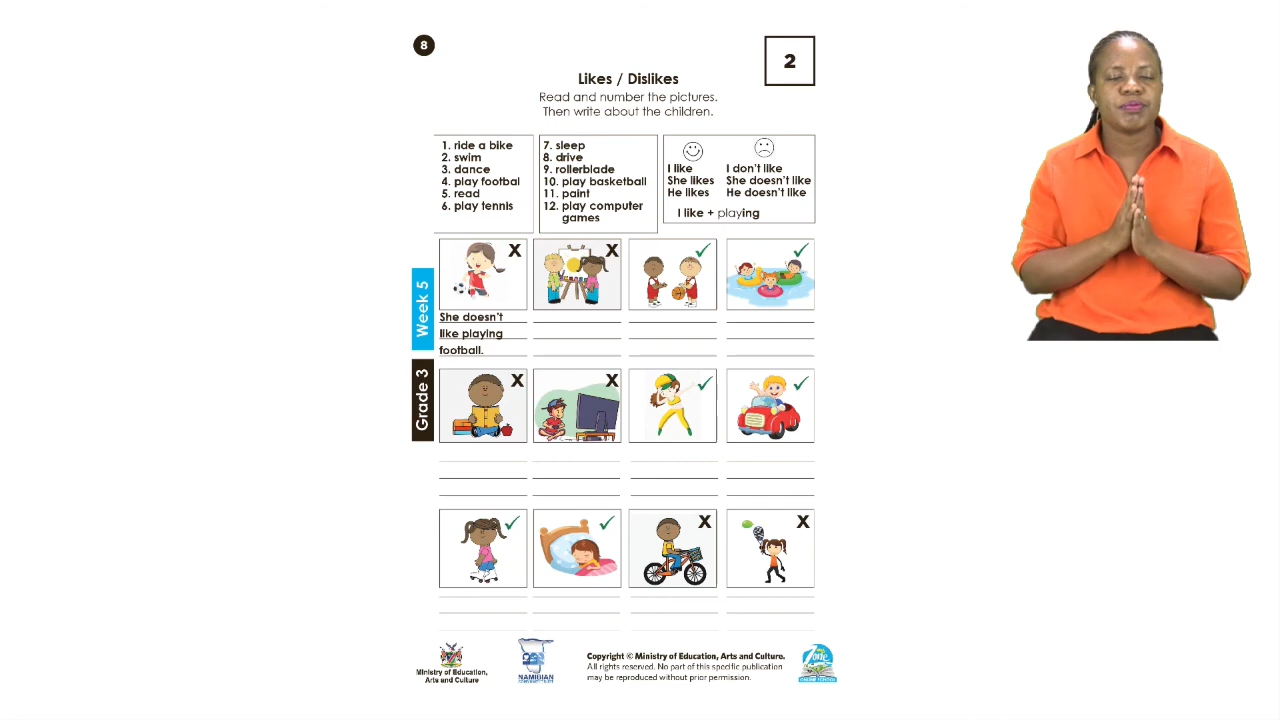 8
2
Likes / Dislikes
Read and number the pictures.
Then write about the children.
1. ride a bike
2. swim
3. dance
4. play footbal
5. read
6. play tennis
7. sleep
8. drive
9. rollerblade
10. play basketball
11. paint
12. play computer
games
I like
She likes
He likes
I don't like
She doesn't like
He doesn't like
I like + playing
X
X
She doesn't
like playing
football.
Week 5
X
X
Grade 3
X
X
Ministry of Education,
Arts and Culture
NAMIBIAN
Copyright © Ministry of Education, Arts and Culture.
All rights reserved. No part of this specific publication
may be reproduced without prior permission.
Zone
ONLINE SCHOOL